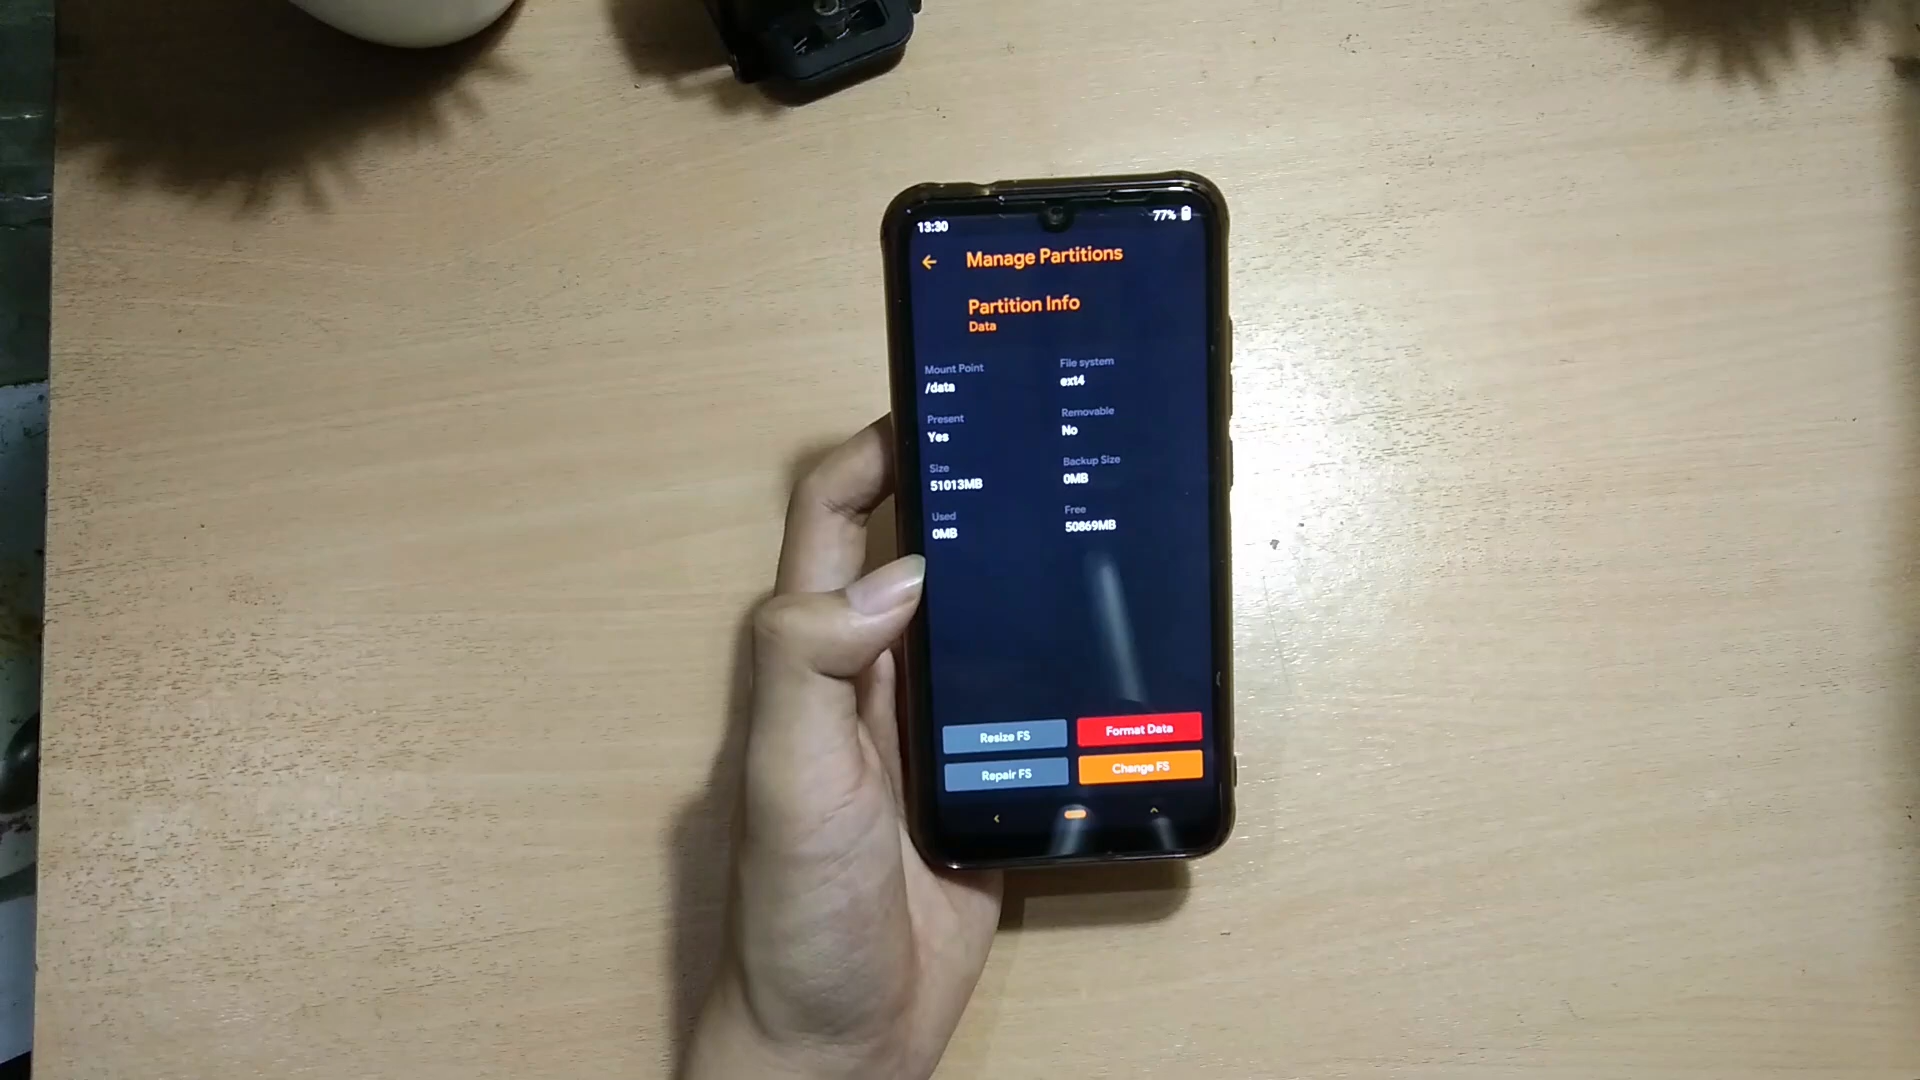 13:30 77%
Manage Partitions
Partition Info
Data
Mount Point File system
/data ext4
Present Removable
Yes No
Size Backup Size
51013MB 0MB
Used Free
0MB 50869MB
Resize FS Format Data
Repair FS Change FS